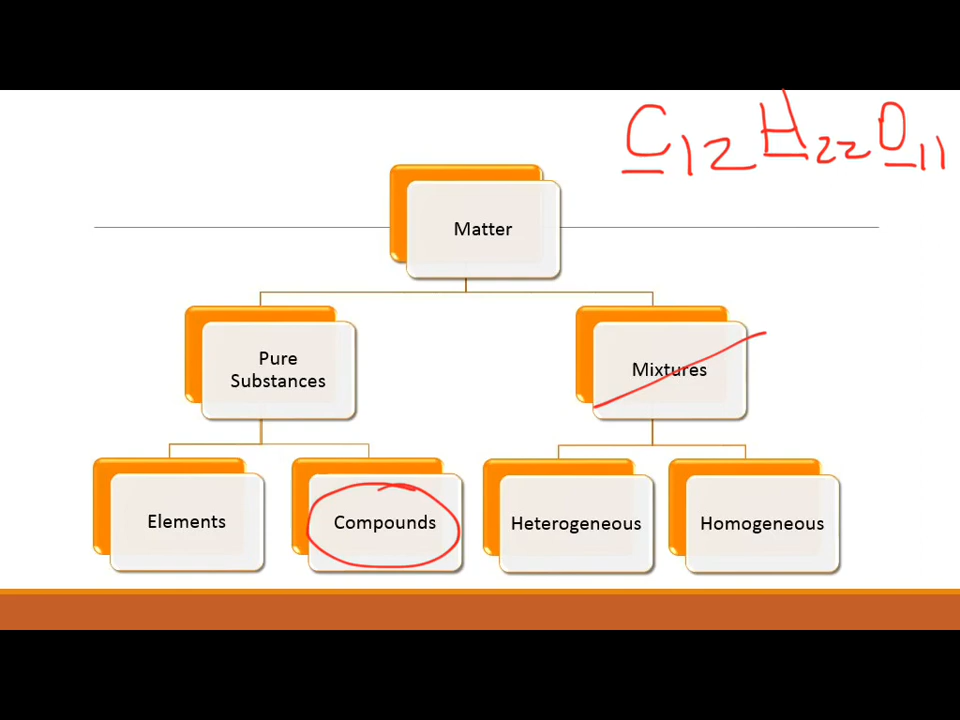 C12H22O11
Matter
Pure
Substances
Mixtures
Elements
Compounds
Heterogeneous
Homogeneous